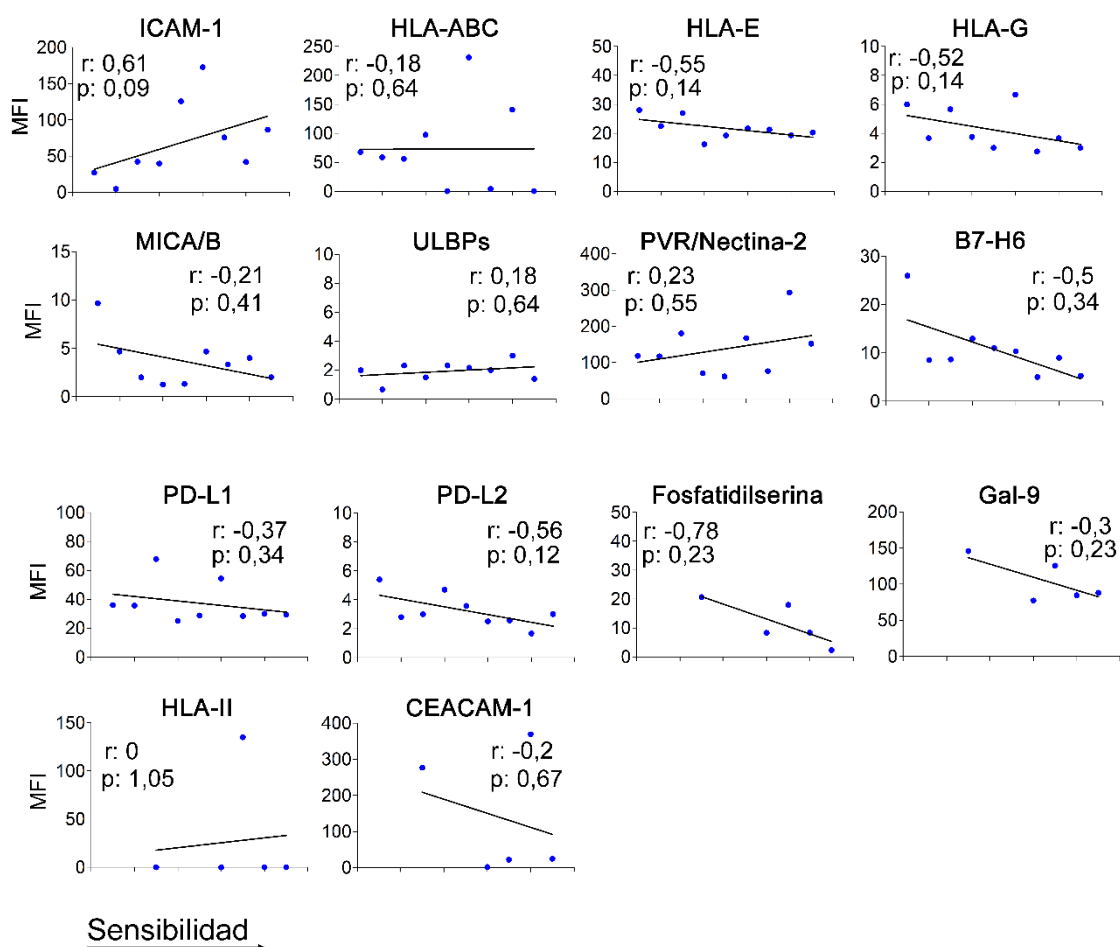 ICAM-1
HLA-ABC
HLA-E
HLA-G
MFI
200
150
100
50
0
r: 0,61
p: 0,09
250
200
150
100
50
0
r: -0,18
p: 0,64
50
40
30
20
10
0
r: -0,55
p: 0,14
6
4
2
0
r: -0,52
p: 0,14
MICA/B
ULBPs
PVR/Nectina-2
B7-H6
MFI
15
10
5
0
r: -0,21
p: 0,41
10
8
6
4
2
0
r: 0,18
p: 0,64
400
300
200
100
0
r: 0,23
p: 0,55
30
20
10
0
r: -0,5
p: 0,34
PD-L1
PD-L2
Fosfatidilserina
Gal-9
MFI
100
80
60
40
20
0
r: -0,37
p: 0,34
10
8
6
4
2
0
r: -0,56
p: 0,12
50
40
30
20
10
0
r: -0,78
p: 0,23
200
150
100
50
0
r: -0,3
p: 0,23
HLA-II
CEACAM-1
MFI
150
100
50
0
r: 0
p: 1,05
400
300
200
100
0
r: -0,2
p: 0,67
Sensibilidad